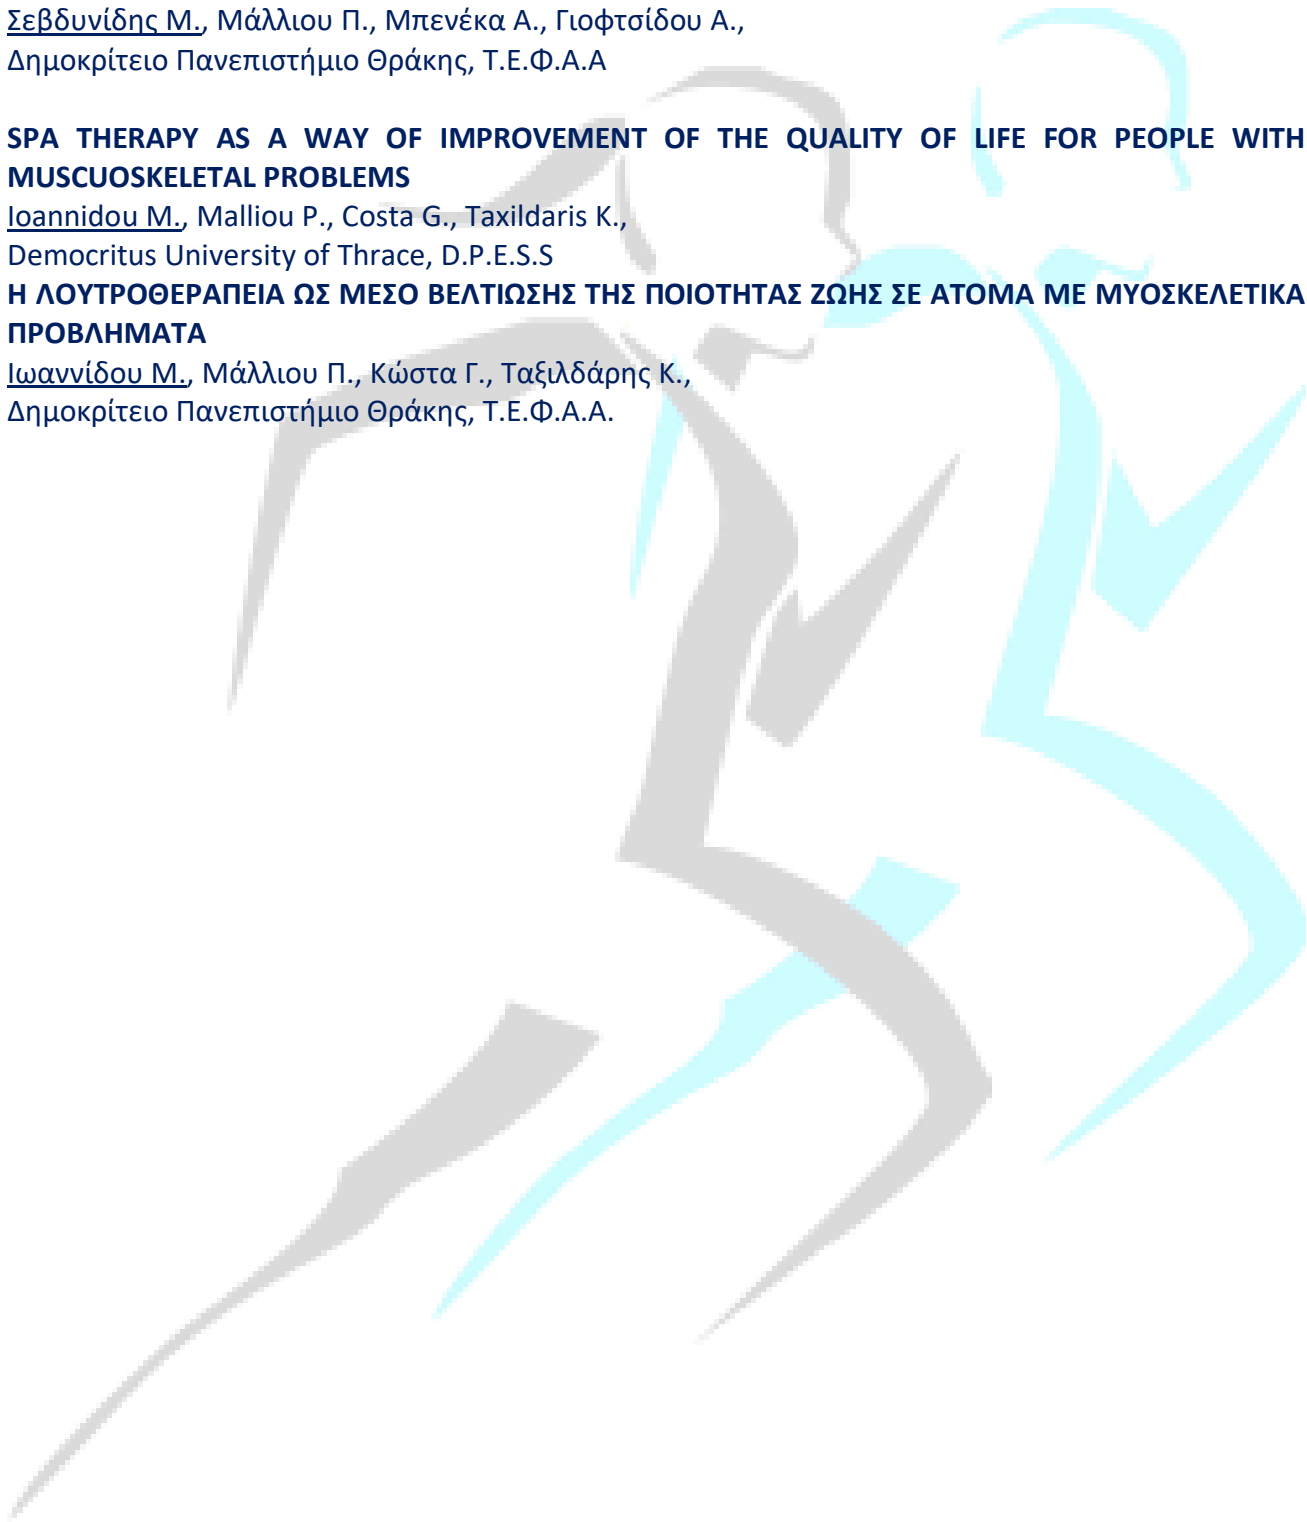 Σεβδυνίδης Μ., Μάλλιου Π., Μπενέκα Α., Γιοφτσίδου Α.,
Δημοκρίτειο Πανεπιστήμιο Θράκης, Τ.Ε.Φ.Α.Α
SPA THERAPY AS A WAY OF IMPROVEMENT OF THE QUALITY OF LIFE FOR PEOPLE WITH
MUSCUOSKELETAL PROBLEMS
Ioannidou M., Malliou P., Costa G., Taxildaris K.,
Democritus University of Thrace, D.P.E.S.S
Η ΛΟΥΤΡΟΘΕΡΑΠΕΙΑ ΩΣ ΜΕΣΟ ΒΕΛΤΙΩΣΗΣ ΤΗΣ ΠΟΙΟΤΗΤΑΣ ΖΩΗΣ ΣΕ ΑΤΟΜΑ ΜΕ ΜΥΟΣΚΕΛΕΤΙΚΑ
ΠΡΟΒΛΗΜΑΤΑ
Ιωαννίδου Μ., Μάλλιου Π., Κώστα Γ., Ταξιλδάρης Κ.,
Δημοκρίτειο Πανεπιστήμιο Θράκης, Τ.Ε.Φ.Α.Α.